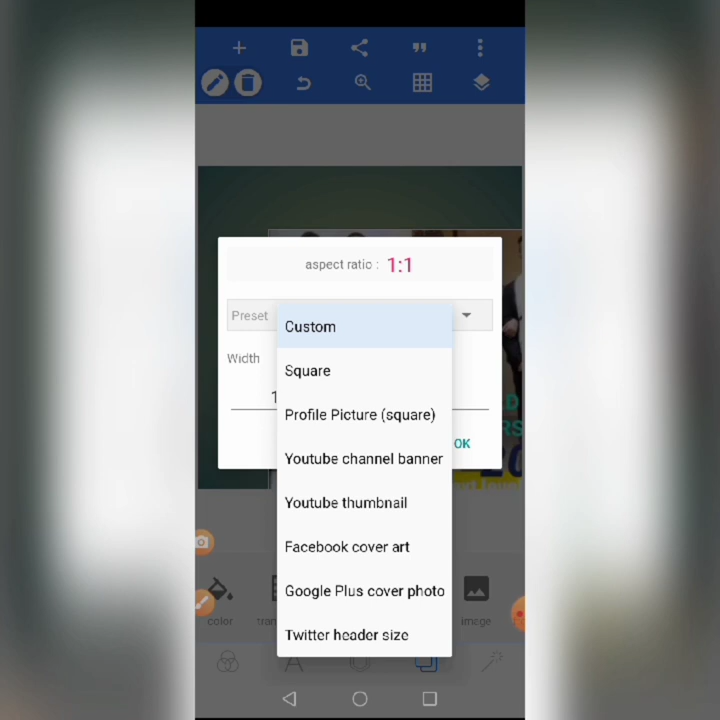 aspect ratio : 1:1
Preset
Custom
Width
Square
1
Profile Picture (square)
OK
Youtube channel banner
Youtube thumbnail
Facebook cover art
Google Plus cover photo
color
image
Twitter header size